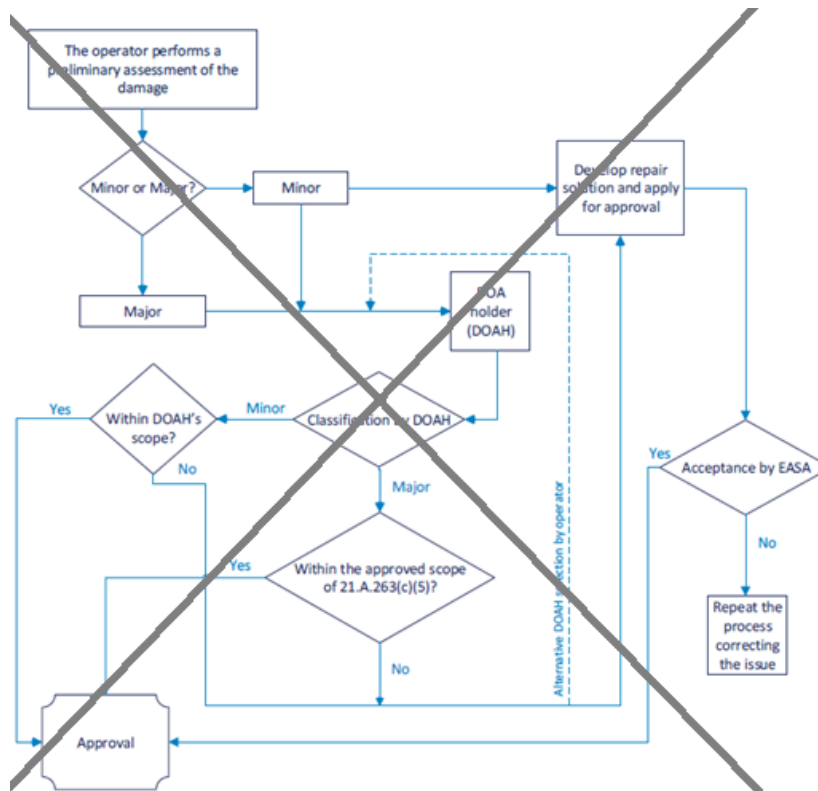 The operator performs a
preliminary assessment of the
damage
Minor or Major?
Minor
Develop repair
solution and apply
for approval
Major
DOA
holder
(DOAH)
Yes
Within DOAH's
scope?
Minor
Classification by DOAH
Yes
Acceptance by EASA
No
Major
Alternative DOAH selection by operator
No
Yes
Within the approved scope
of 21.A.263(c)(5)?
Repeat the
process
correcting
the issue
No
Approval